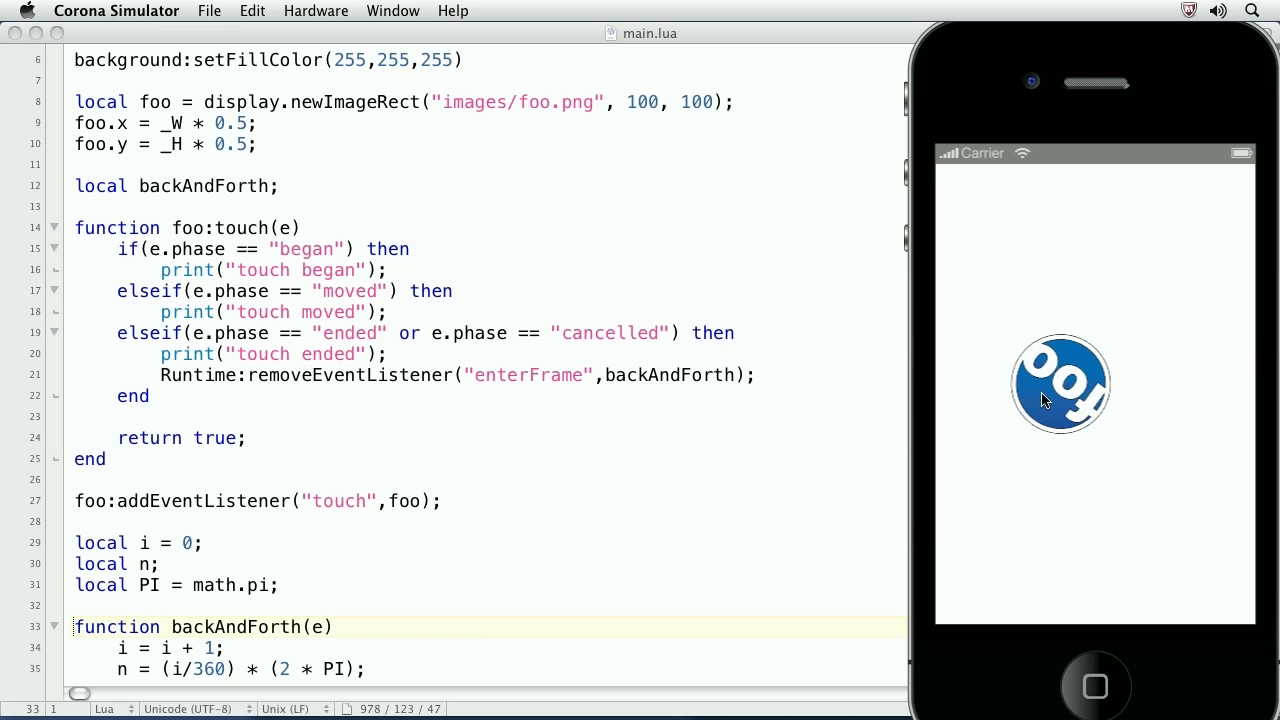 Corona Simulator File Edit Hardware Window Help
main.lua
6 background:setFillColor(255,255,255)
7
8 local foo = display.newImageRect("images/foo.png", 100, 100);
9 foo.x = _W * 0.5;
10 foo.y = _H * 0.5;
11
12 local backAndForth;
13
14 function foo:touch(e)
15 if(e.phase == "began") then
16 print("touch began");
17 elseif(e.phase == "moved") then
18 print("touch moved");
19 elseif(e.phase == "ended" or e.phase == "cancelled") then
20 print("touch ended");
21 Runtime:removeEventListener("enterFrame",backAndForth);
22 end
23
24 return true;
25 end
26
27 foo:addEventListener("touch",foo);
28
29 local i = 0;
30 local n;
31 local PI = math.pi;
32
33 function backAndForth(e)
34 i = i + 1;
35 n = (i/360) * (2 * PI);
33 1 Lua Unicode (UTF-8) Unix (LF) 978 / 123 / 47
Carrier
foo